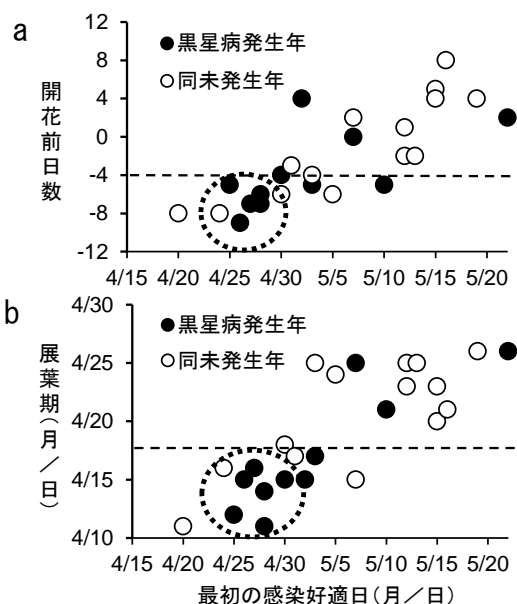 a
●黒星病発生年
○同未発生年
開花前日数
12
8
4
0
-4
-8
-12
4/15 4/20 4/25 4/30 5/5 5/10 5/15 5/20
b
●黒星病発生年
○同未発生年
展葉期(月/日)
4/30
4/25
4/20
4/15
4/10
4/15 4/20 4/25 4/30 5/5 5/10 5/15 5/20
最初の感染好適日(月/日)